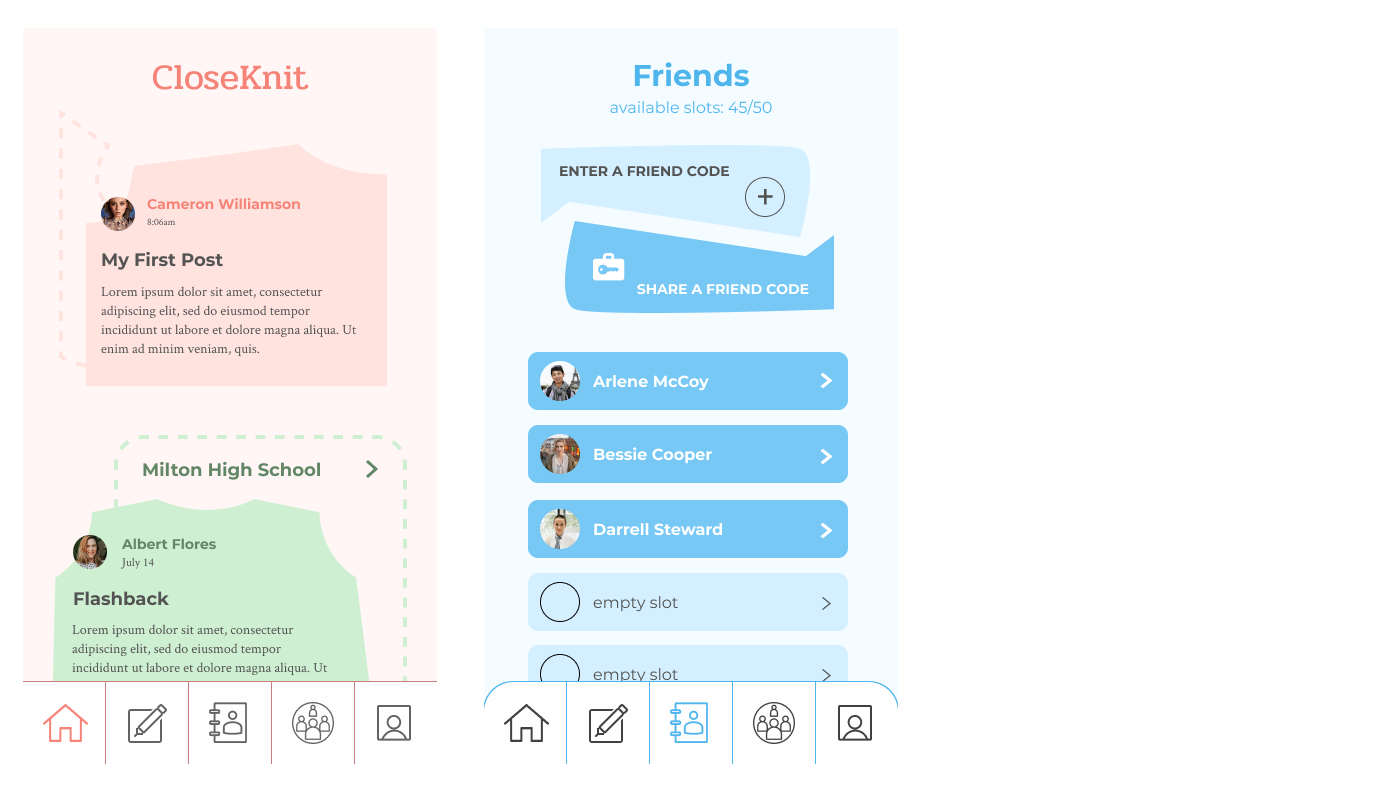 CloseKnit
Cameron Williamson
8:06am
My First Post
Lorem ipsum dolor sit amet, consectetur
adipiscing elit, sed do eiusmod tempor
incididunt ut labore et dolore magna aliqua. Ut
enim ad minim veniam, quis.
Milton High School
Albert Flores
July 14
Flashback
Lorem ipsum dolor sit amet, consectetur
adipiscing elit, sed do eiusmod tempor
incididunt ut labore et dolore magna aliqua. Ut
Friends
available slots: 45/50
ENTER A FRIEND CODE
SHARE A FRIEND CODE
Arlene McCoy
Bessie Cooper
Darrell Steward
empty slot
empty slot